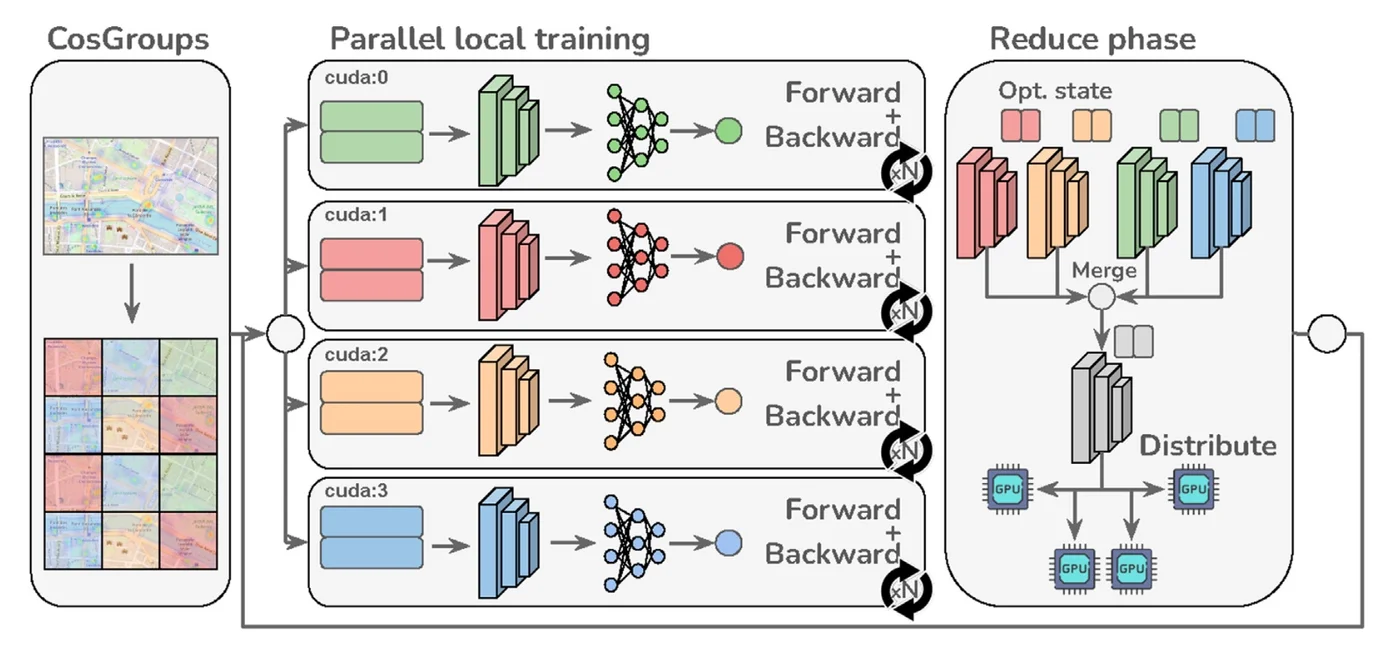 CosGroups
Parallel local training
Reduce phase
cuda:0
Forward
+
Backward
xN
cuda:1
Forward
+
Backward
xN
cuda:2
Forward
+
Backward
xN
cuda:3
Forward
+
Backward
xN
Opt. state
Merge
Distribute
GPU
GPU
GPU
GPU